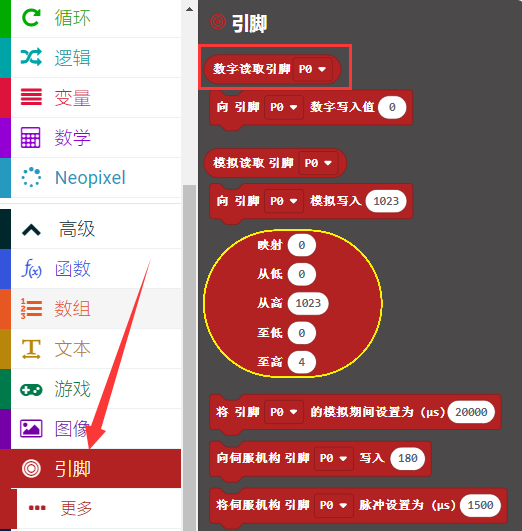 循环
逻辑
变量
数学
Neopixel
高级
函数
数组
文本
游戏
图像
引脚
更多
引脚
数字读取引脚 P0
向 引脚 P0 数字写入值 0
模拟读取 引脚 P0
向 引脚 P0 模拟写入 1023
映射 0
从低 0
从高 1023
至低 0
至高 4
将 引脚 P0 的模拟期间设置为 (µs) 20000
向伺服机构 引脚 P0 写入 180
将伺服机构 引脚 P0 脉冲设置为 (µs) 1500